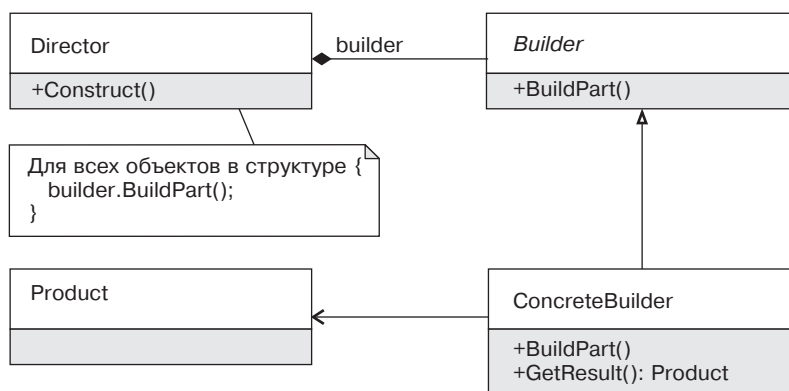 Director
+Construct()
builder
Builder
+BuildPart()
Для всех объектов в структуре {
builder.BuildPart();
}
Product
ConcreteBuilder
+BuildPart()
+GetResult(): Product